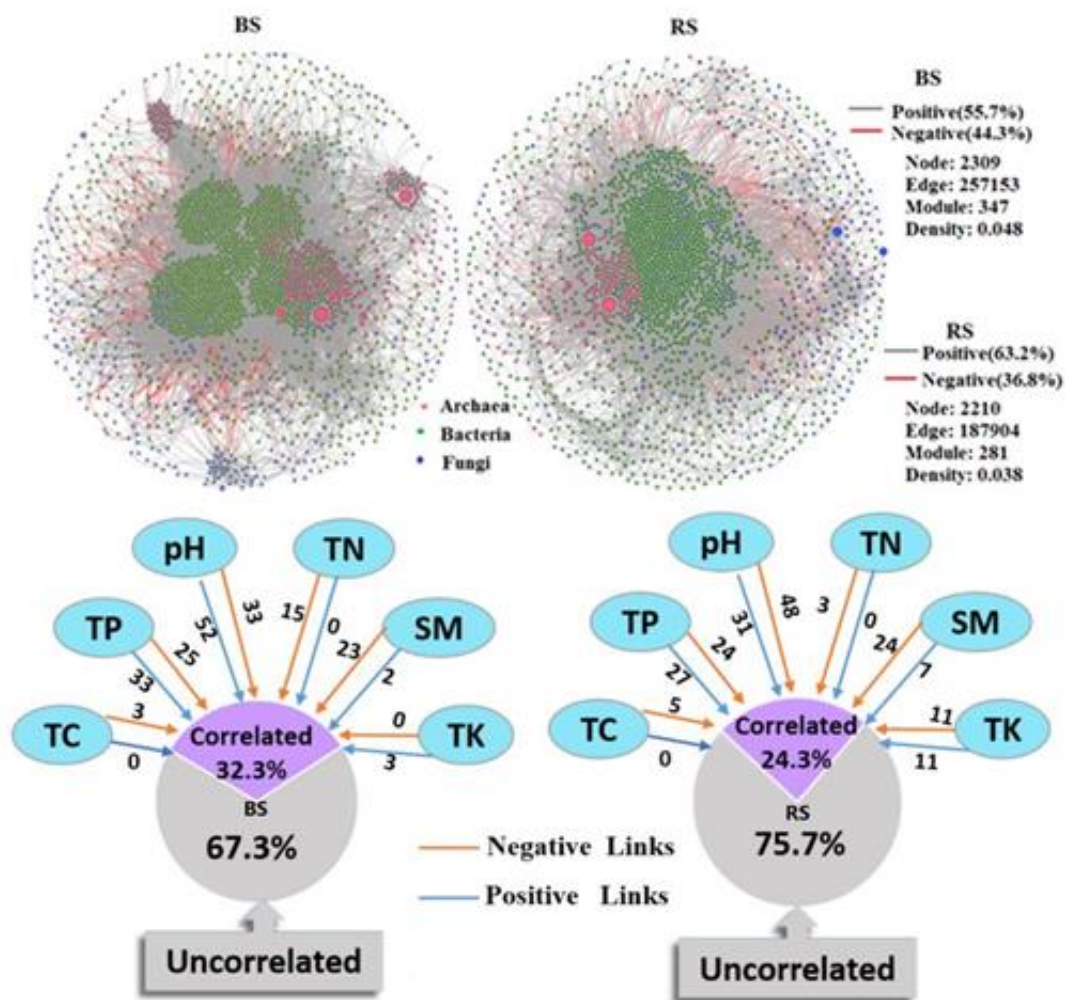 BS
RS
BS
Positive(55.7%)
Negative(44.3%)
Node: 2309
Edge: 257153
Module: 347
Density: 0.048
RS
Positive(63.2%)
Negative(36.8%)
Node: 2210
Edge: 187904
Module: 281
Density: 0.038
Archaea
Bacteria
Fungi
pH
TN
TP
SM
TC
TK
52
33
15
0
33
25
23
2
3
0
0
3
Correlated
32.3%
BS
67.3%
Uncorrelated
Negative Links
Positive Links
pH
TN
TP
SM
TC
TK
31
48
3
0
27
24
24
7
5
0
11
11
Correlated
24.3%
RS
75.7%
Uncorrelated